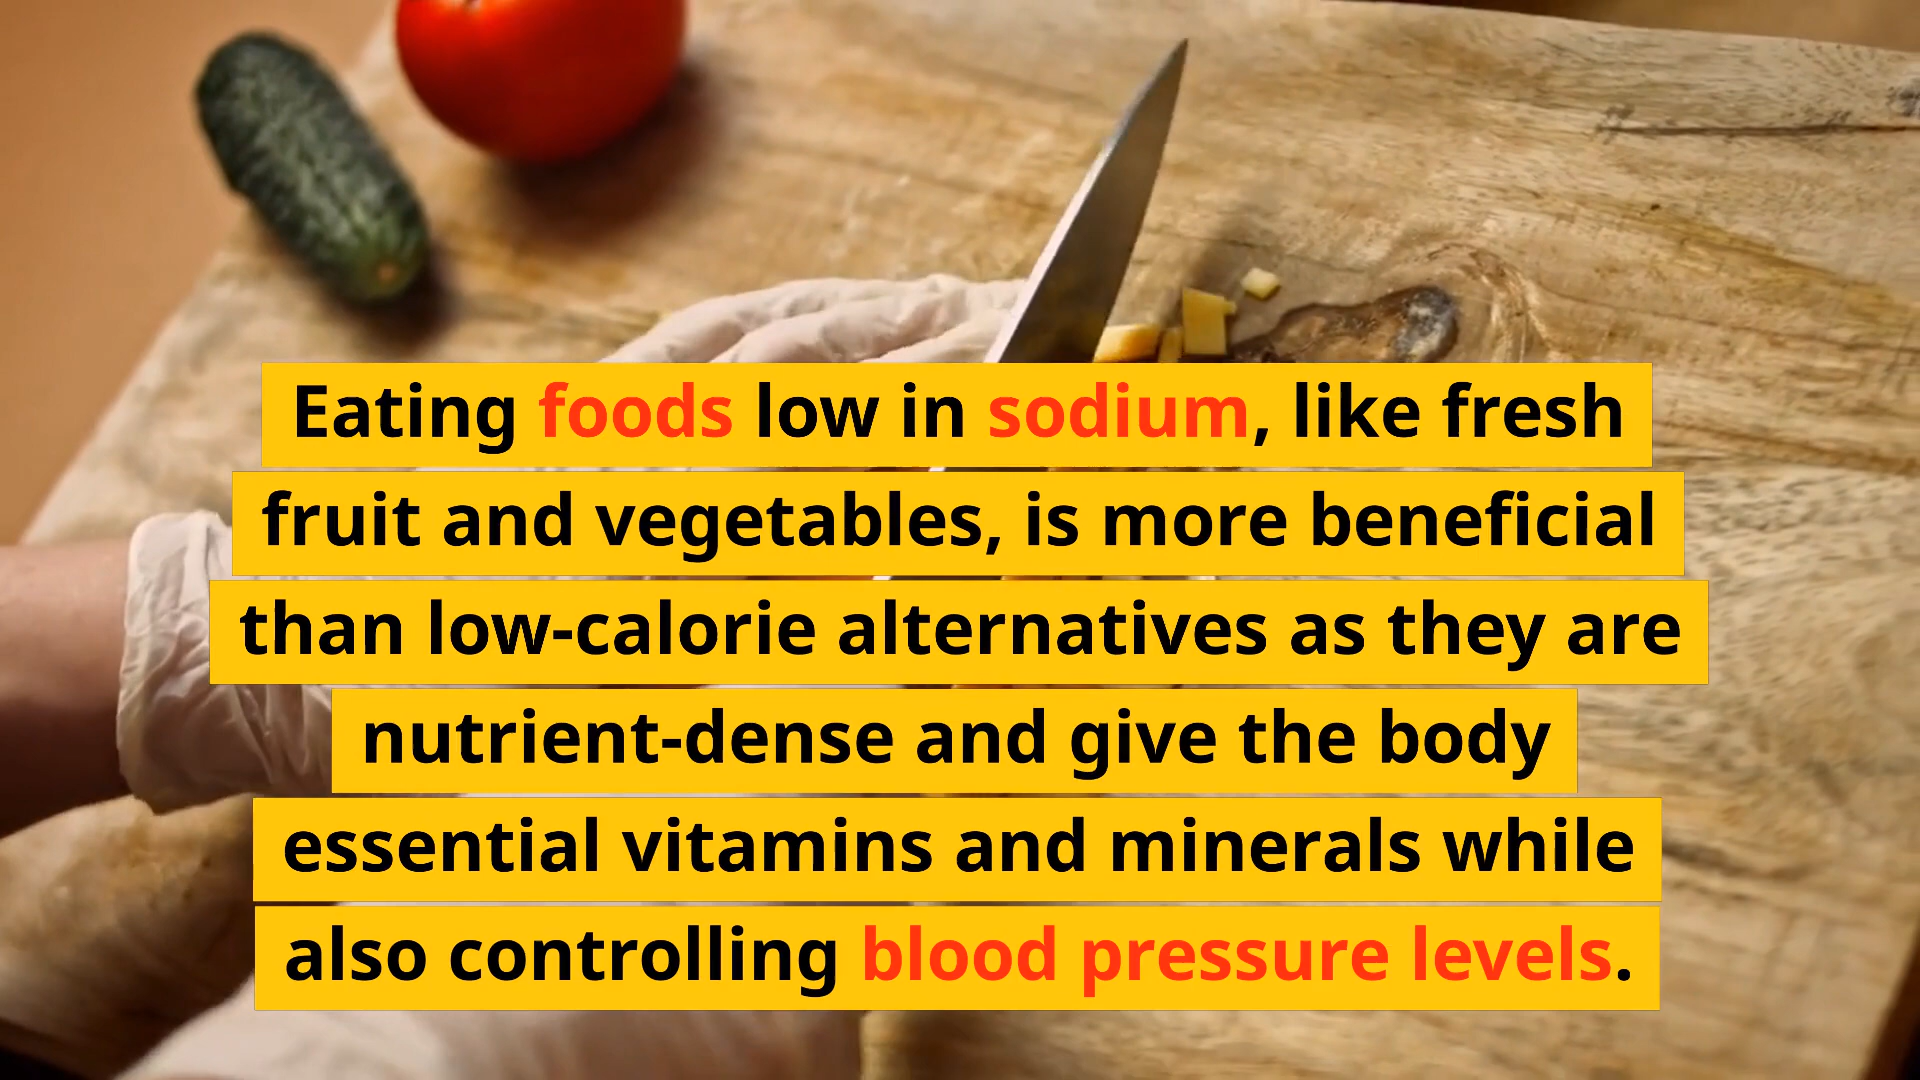 Eating foods low in sodium, like fresh
fruit and vegetables, is more beneficial
than low-calorie alternatives as they are
nutrient-dense and give the body
essential vitamins and minerals while
also controlling blood pressure levels.